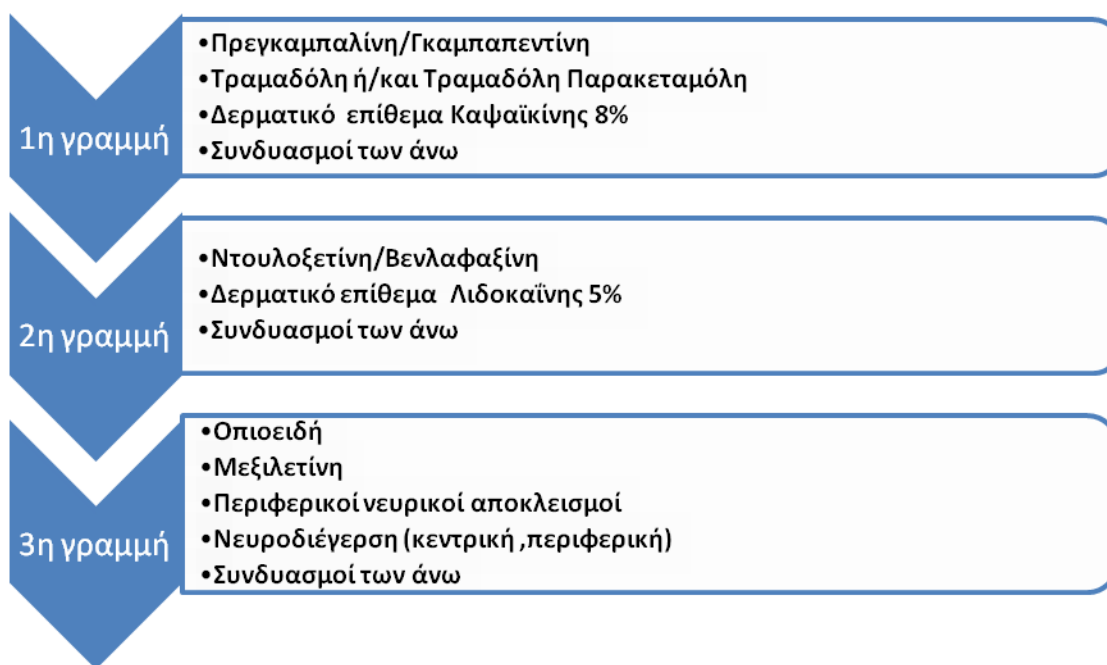 1η γραμμή
•Πρεγκαμπαλίνη/Γκαμπαπεντίνη
•Τραμαδόλη ή/και Τραμαδόλη Παρακεταμόλη
•Δερματικό επίθεμα Καψαϊκίνης 8%
•Συνδυασμοί των άνω
2η γραμμή
•Ντουλοξετίνη/Βενλαφαξίνη
•Δερματικό επίθεμα Λιδοκαΐνης 5%
•Συνδυασμοί των άνω
3η γραμμή
•Οπιοειδή
•Μεξιλετίνη
•Περιφερικοί νευρικοί αποκλεισμοί
•Νευροδιέγερση (κεντρική ,περιφερική)
•Συνδυασμοί των άνω